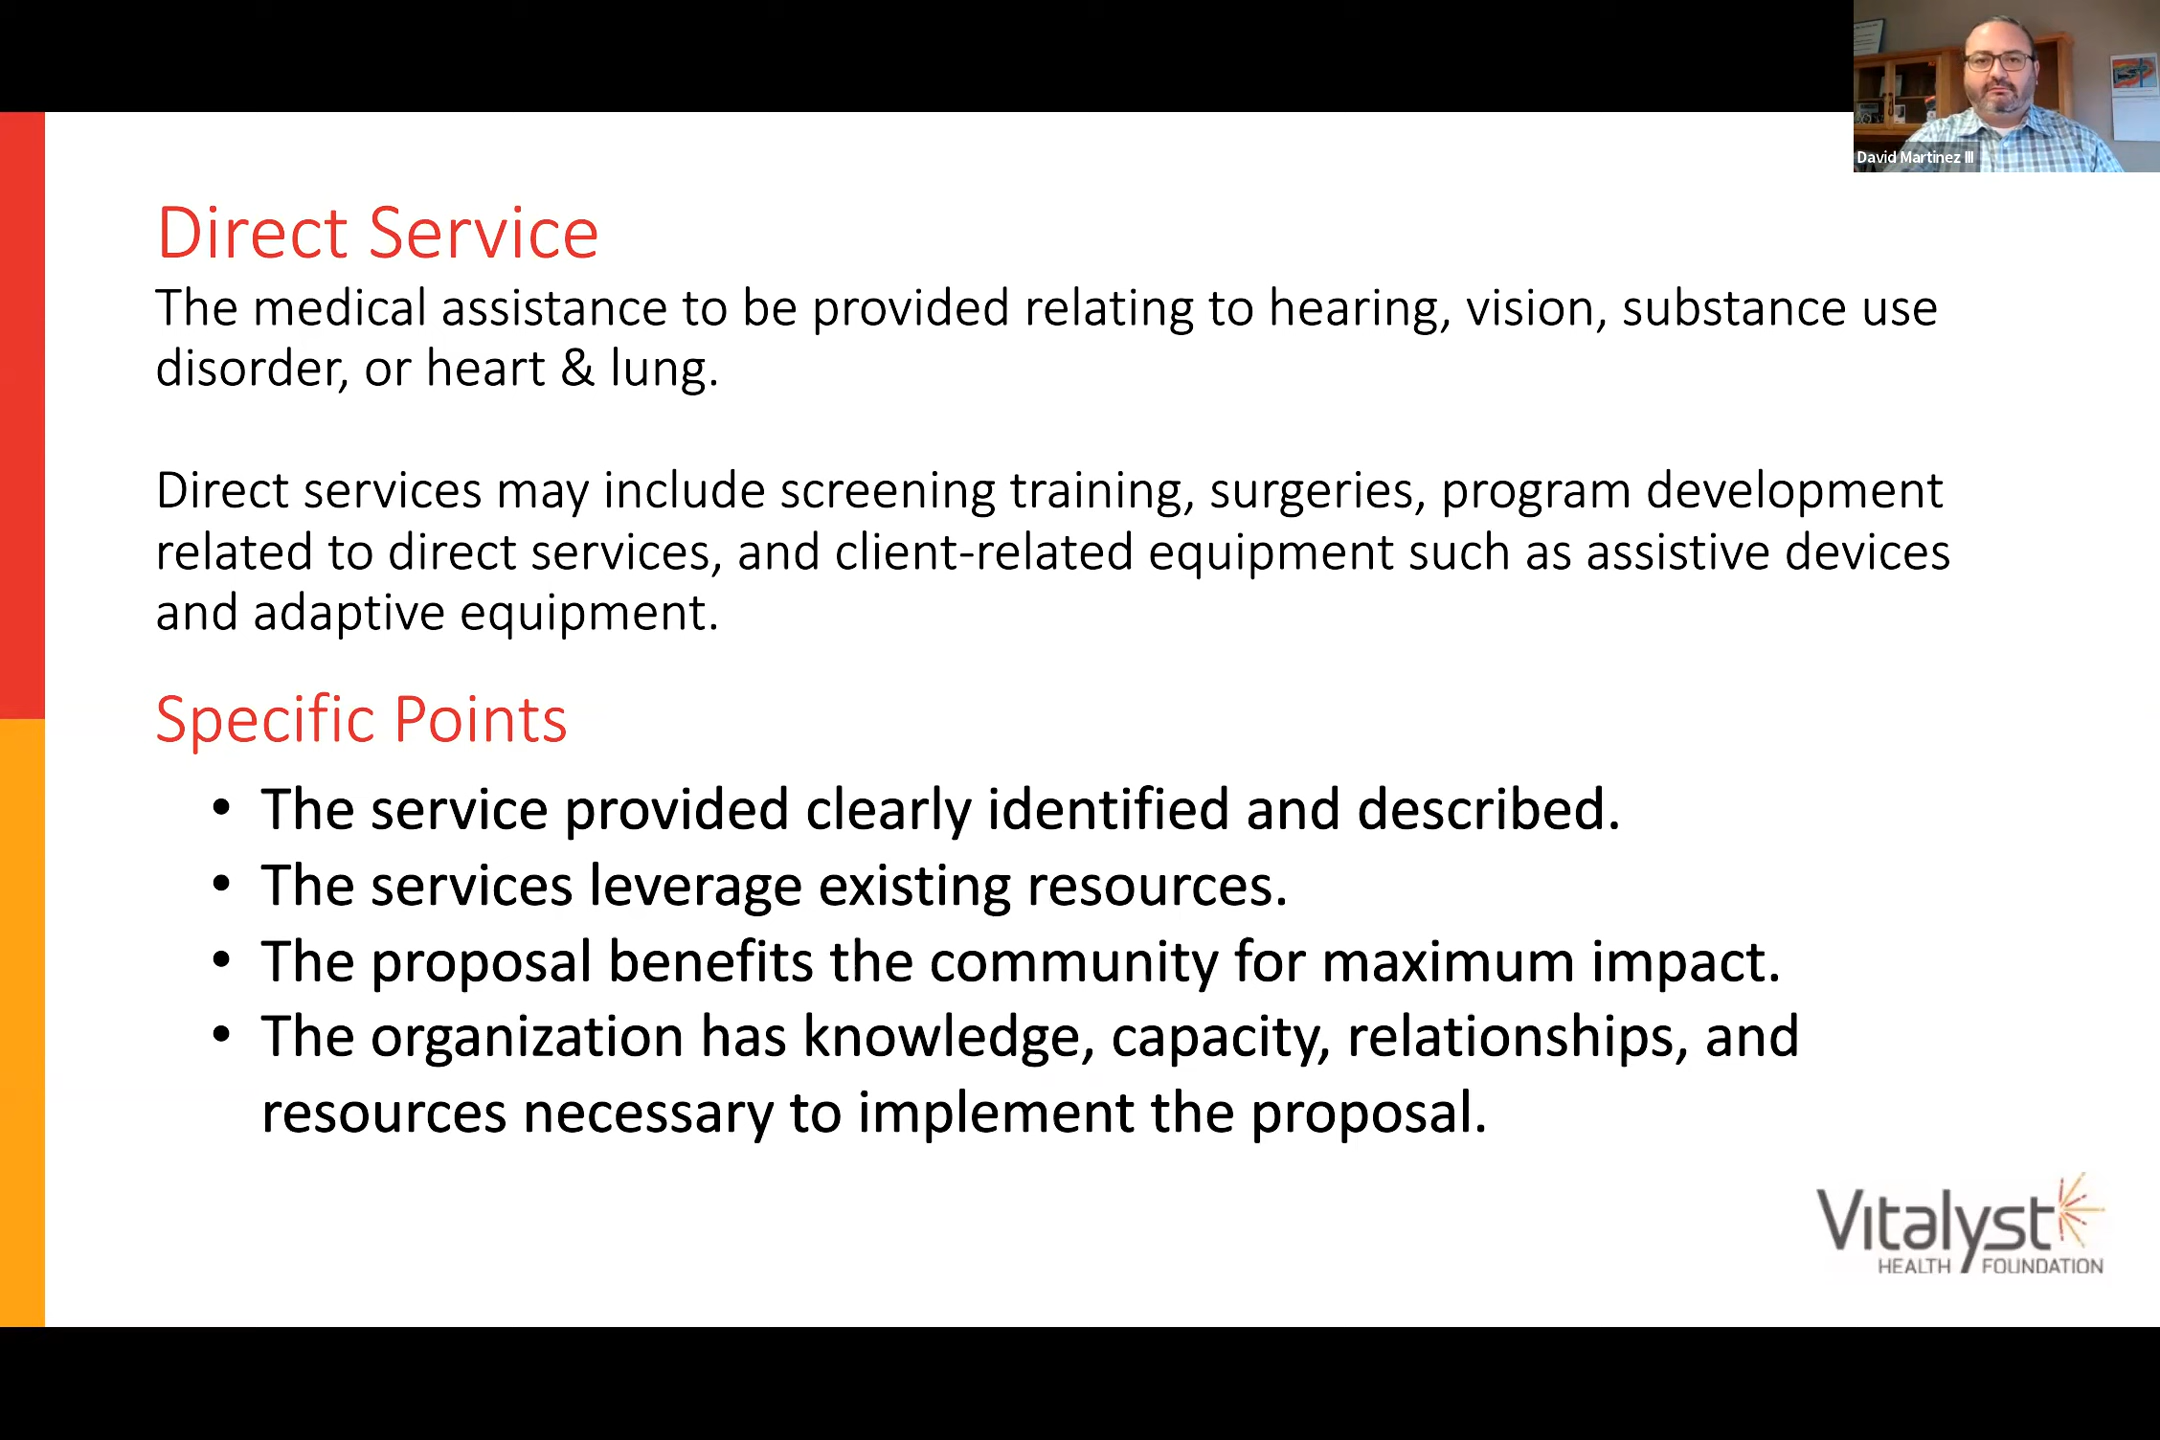 David Martinez III
Direct Service
The medical assistance to be provided relating to hearing, vision, substance use
disorder, or heart & lung.
Direct services may include screening training, surgeries, program development
related to direct services, and client-related equipment such as assistive devices
and adaptive equipment.
Specific Points
• The service provided clearly identified and described.
• The services leverage existing resources.
• The proposal benefits the community for maximum impact.
• The organization has knowledge, capacity, relationships, and
resources necessary to implement the proposal.
Vitalyst
HEALTH FOUNDATION